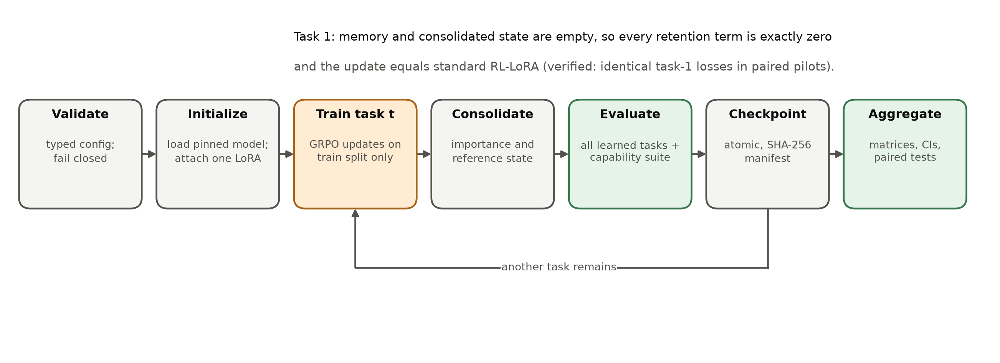 Task 1: memory and consolidated state are empty, so every retention term is exactly zero
and the update equals standard RL-LoRA (verified: identical task-1 losses in paired pilots).
Validate
typed config;
fail closed
Initialize
load pinned model;
attach one LoRA
Train task t
GRPO updates on
train split only
Consolidate
importance and
reference state
Evaluate
all learned tasks +
capability suite
Checkpoint
atomic, SHA-256
manifest
Aggregate
matrices, CIs,
paired tests
another task remains